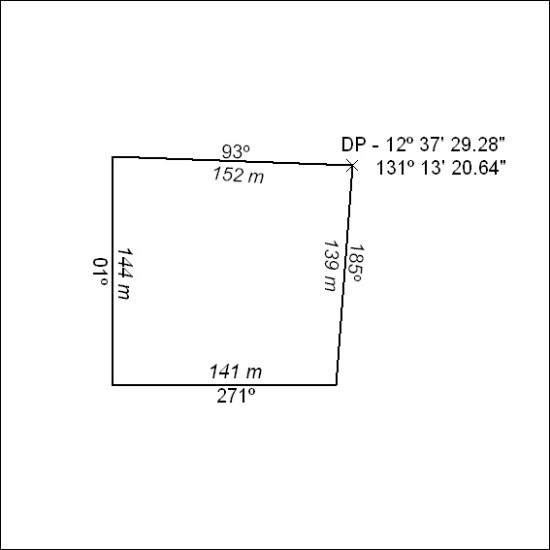 DP - 12º 37' 29.28"
131º 13' 20.64"
93º
152 m
01º
144 m
139 m
185º
141 m
271º